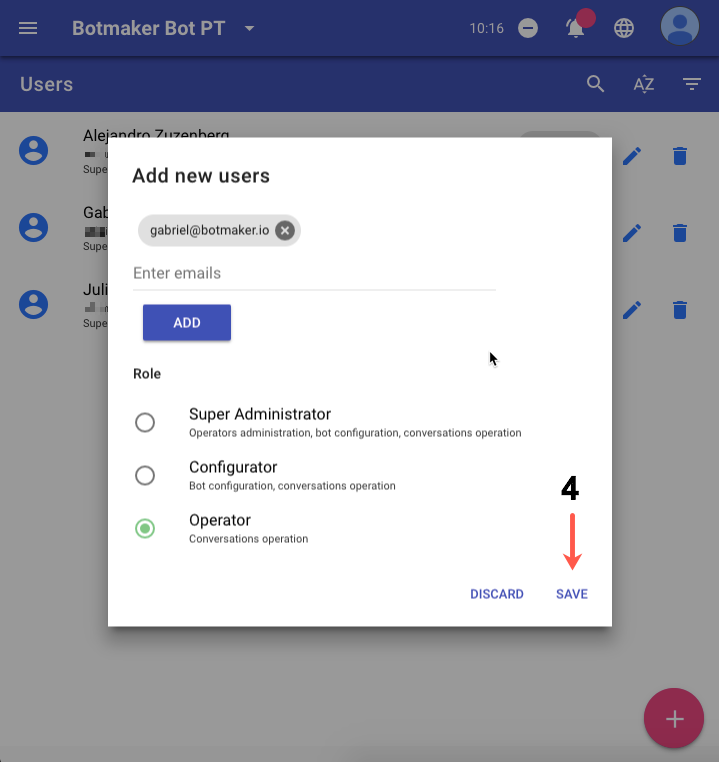 Botmaker Bot PT
10:16
Users
Alejandro Zuzenberg
Supe
Gab
Supe
Juli
Supe
Add new users
gabriel@botmaker.io
Enter emails
ADD
Role
Super Administrator
Operators administration, bot configuration, conversations operation
Configurator
Bot configuration, conversations operation
Operator
Conversations operation
4
DISCARD
SAVE